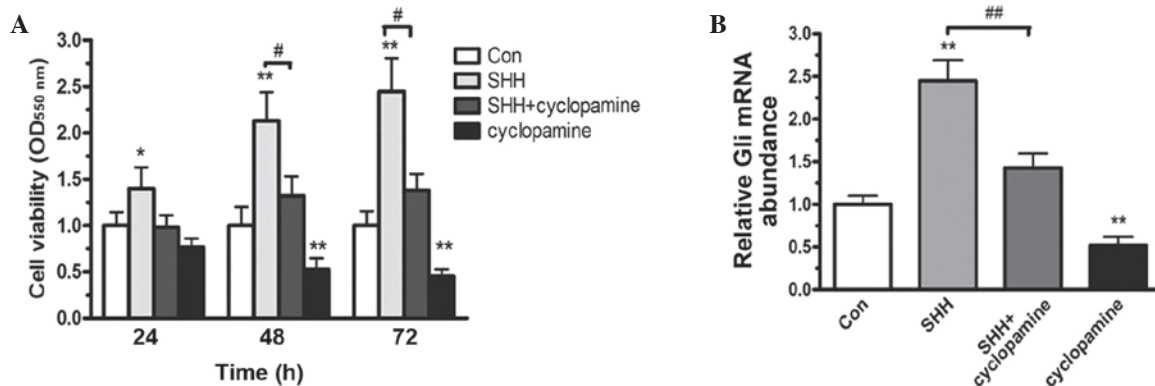 A
Cell viability (OD550 nm)
3.0
2.5
2.0
1.5
1.0
0.5
0.0
*
**
#
**
**
#
**
24
48
72
Time (h)
Con
SHH
SHH+cyclopamine
cyclopamine
B
Relative Gli mRNA
abundance
3.0
2.5
2.0
1.5
1.0
0.5
0.0
**
##
**
Con
SHH
SHH+
cyclopamine
cyclopamine